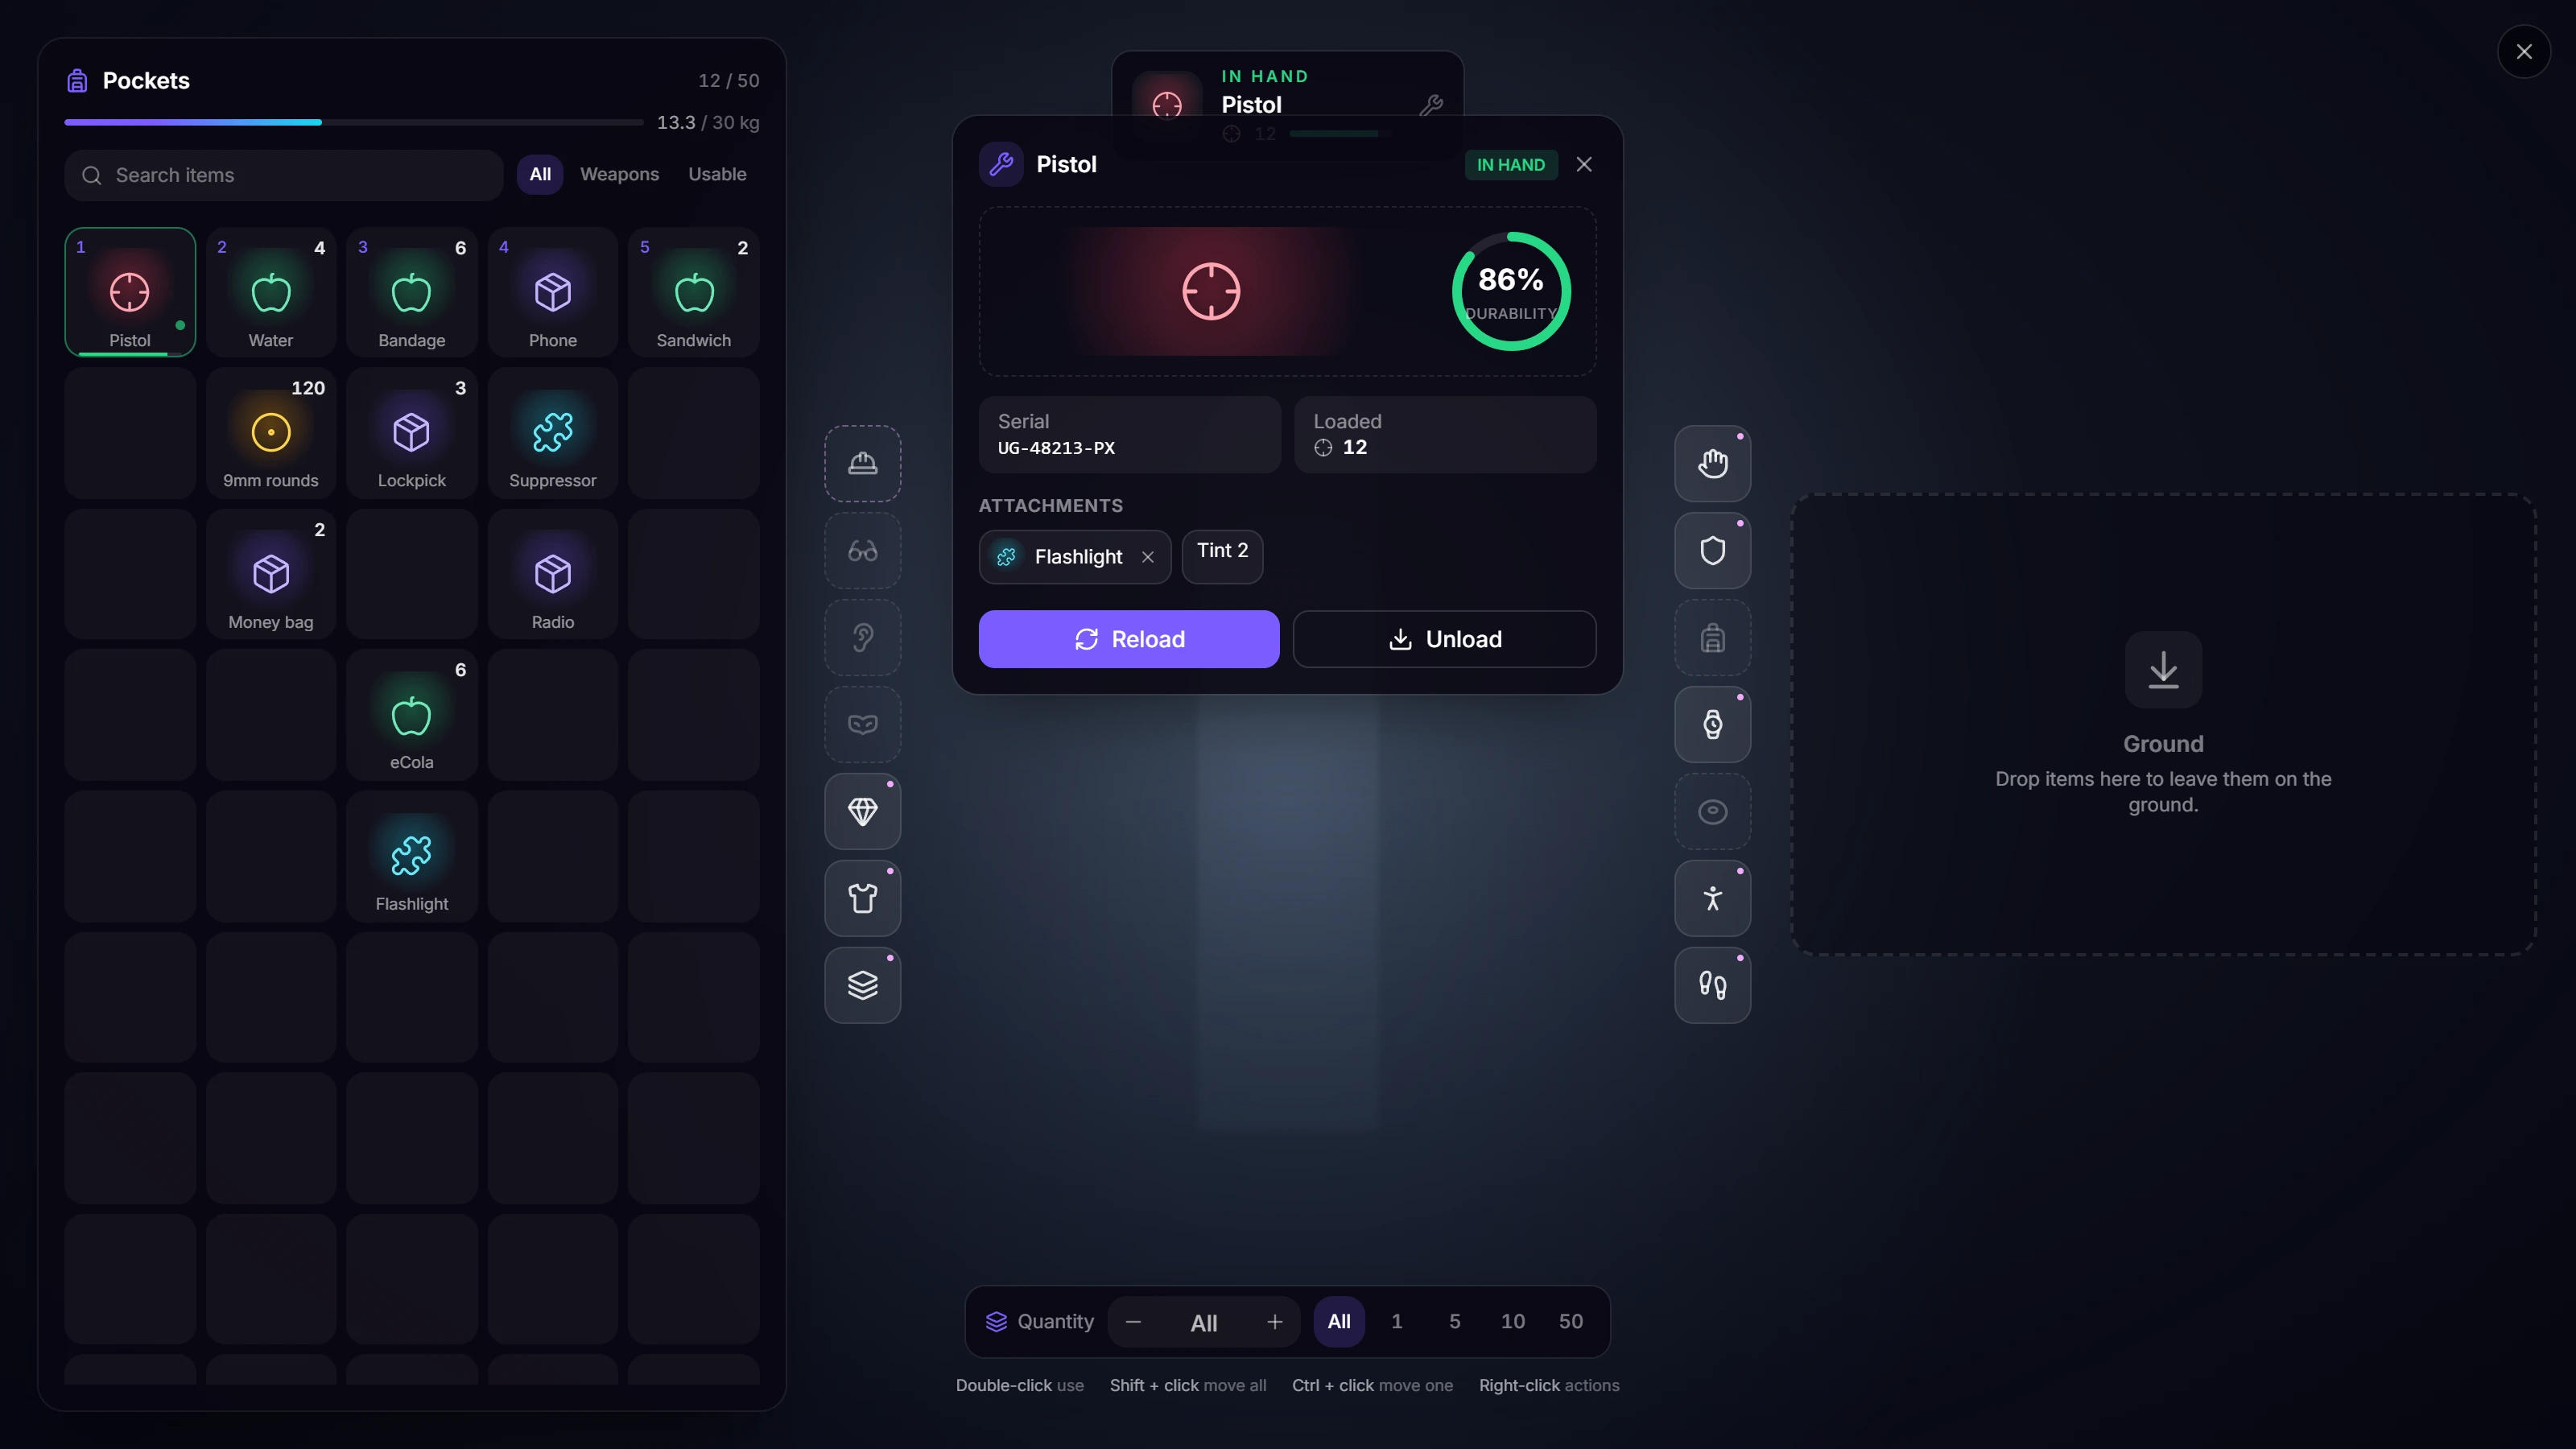 Pockets
12 / 50
13.3 / 30 kg
Search items
All
Weapons
Usable
1
Pistol
2
4
Water
3
6
Bandage
4
Phone
5
2
Sandwich
120
9mm rounds
3
Lockpick
Suppressor
2
Money bag
Radio
6
eCola
Flashlight
IN HAND
Pistol
12
Pistol
IN HAND
86%
DURABILITY
Serial
UG-48213-PX
Loaded
12
ATTACHMENTS
Flashlight
Tint 2
Reload
Unload
Ground
Drop items here to leave them on the
ground.
Quantity
All
All
1
5
10
50
Double-click use
Shift + click move all
Ctrl + click move one
Right-click actions